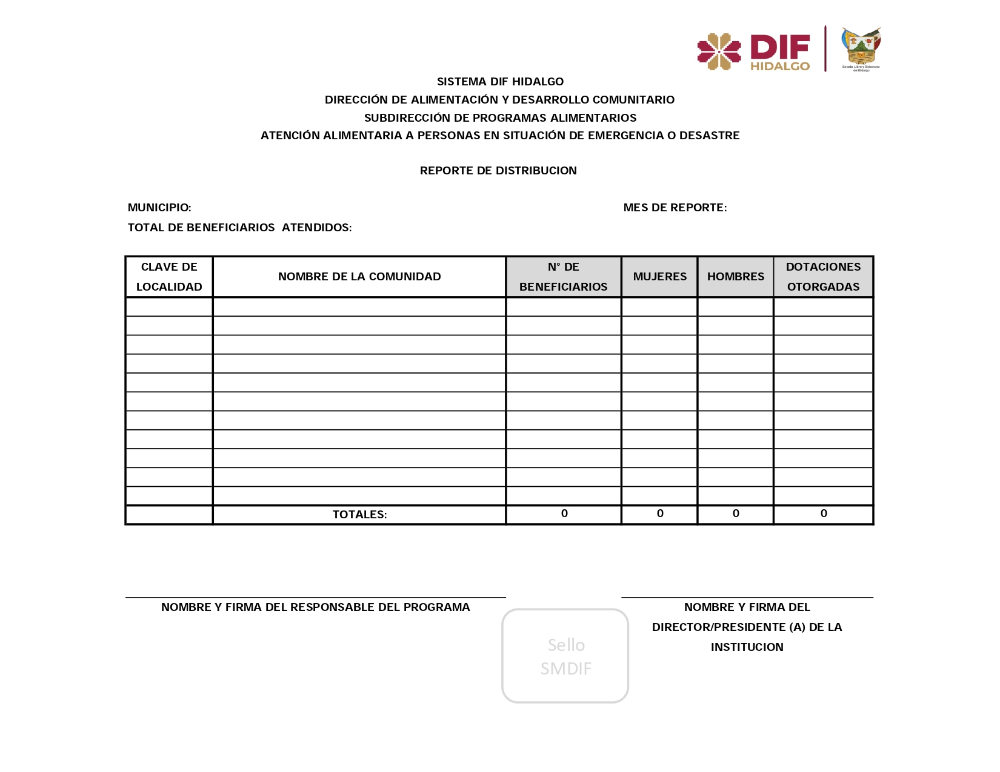 DIF
HIDALGO
Estado Libre y Soberano
de Hidalgo
SISTEMA DIF HIDALGO
DIRECCIÓN DE ALIMENTACIÓN Y DESARROLLO COMUNITARIO
SUBDIRECCIÓN DE PROGRAMAS ALIMENTARIOS
ATENCIÓN ALIMENTARIA A PERSONAS EN SITUACIÓN DE EMERGENCIA O DESASTRE
REPORTE DE DISTRIBUCION
MUNICIPIO:
MES DE REPORTE:
TOTAL DE BENEFICIARIOS  ATENDIDOS:
CLAVE DE
LOCALIDAD
NOMBRE DE LA COMUNIDAD
N° DE
BENEFICIARIOS
MUJERES
HOMBRES
DOTACIONES
OTORGADAS
TOTALES:
0
0
0
0
NOMBRE Y FIRMA DEL RESPONSABLE DEL PROGRAMA
NOMBRE Y FIRMA DEL
DIRECTOR/PRESIDENTE (A) DE LA
INSTITUCION
Sello
SMDIF